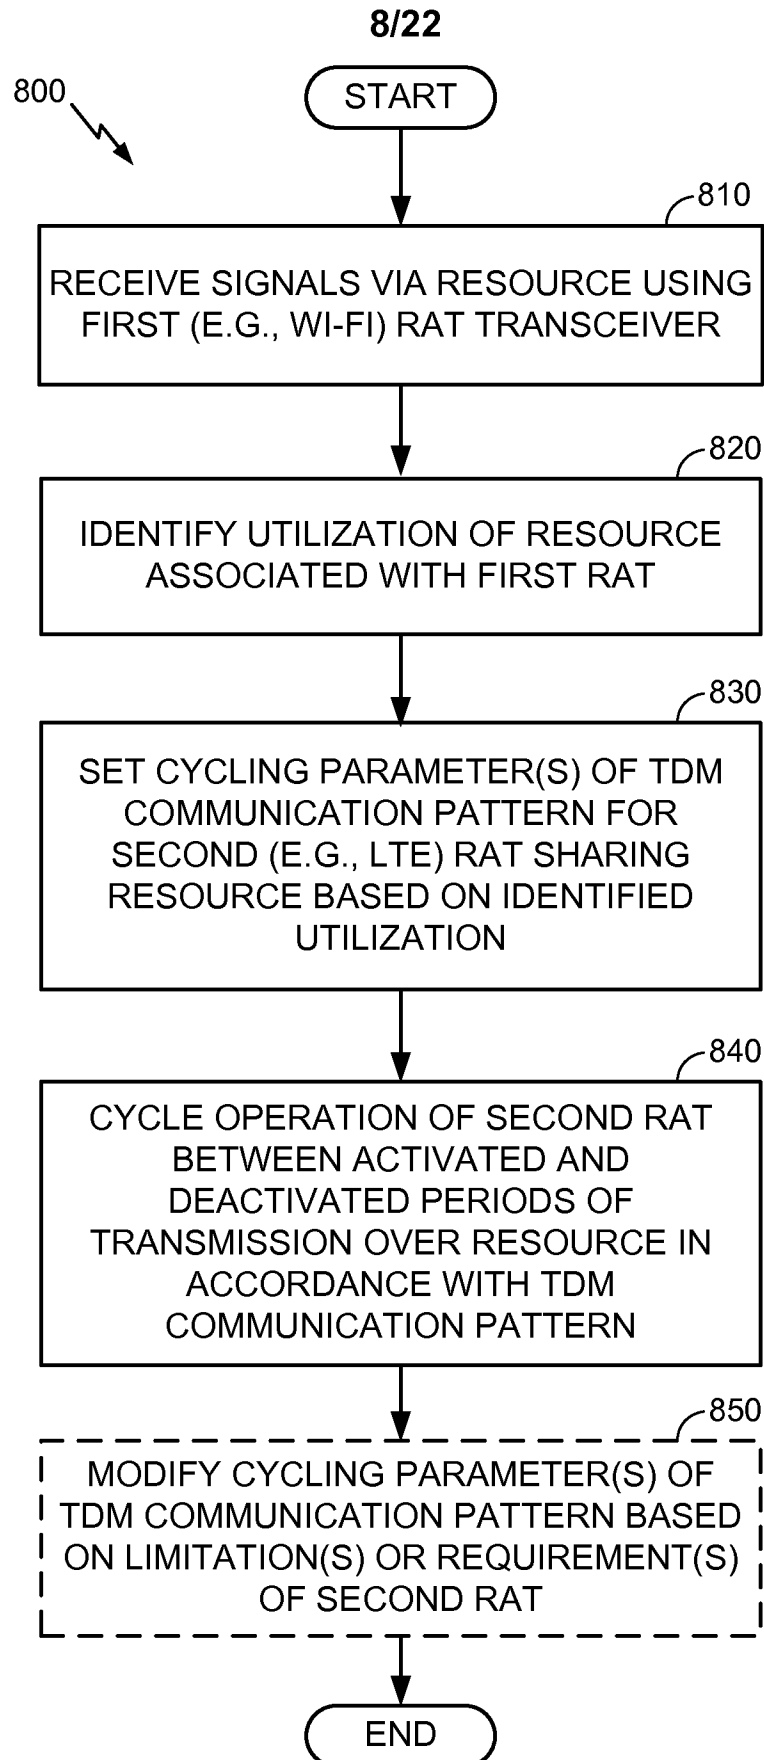 8/22
800
START
810
RECEIVE SIGNALS VIA RESOURCE USING
FIRST (E.G., WI-FI) RAT TRANSCEIVER
820
IDENTIFY UTILIZATION OF RESOURCE
ASSOCIATED WITH FIRST RAT
830
SET CYCLING PARAMETER(S) OF TDM
COMMUNICATION PATTERN FOR
SECOND (E.G., LTE) RAT SHARING
RESOURCE BASED ON IDENTIFIED
UTILIZATION
840
CYCLE OPERATION OF SECOND RAT
BETWEEN ACTIVATED AND
DEACTIVATED PERIODS OF
TRANSMISSION OVER RESOURCE IN
ACCORDANCE WITH TDM
COMMUNICATION PATTERN
850
MODIFY CYCLING PARAMETER(S) OF
TDM COMMUNICATION PATTERN BASED
ON LIMITATION(S) OR REQUIREMENT(S)
OF SECOND RAT
END